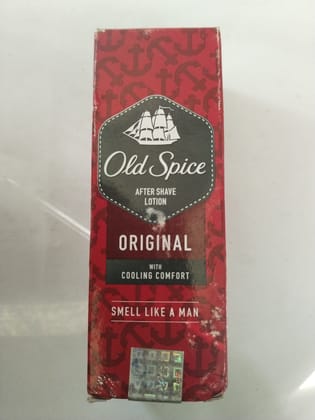 Old Spice
AFTER SHAVE
LOTION
ORIGINAL
WITH
COOLING COMFORT
SMELL LIKE A MAN